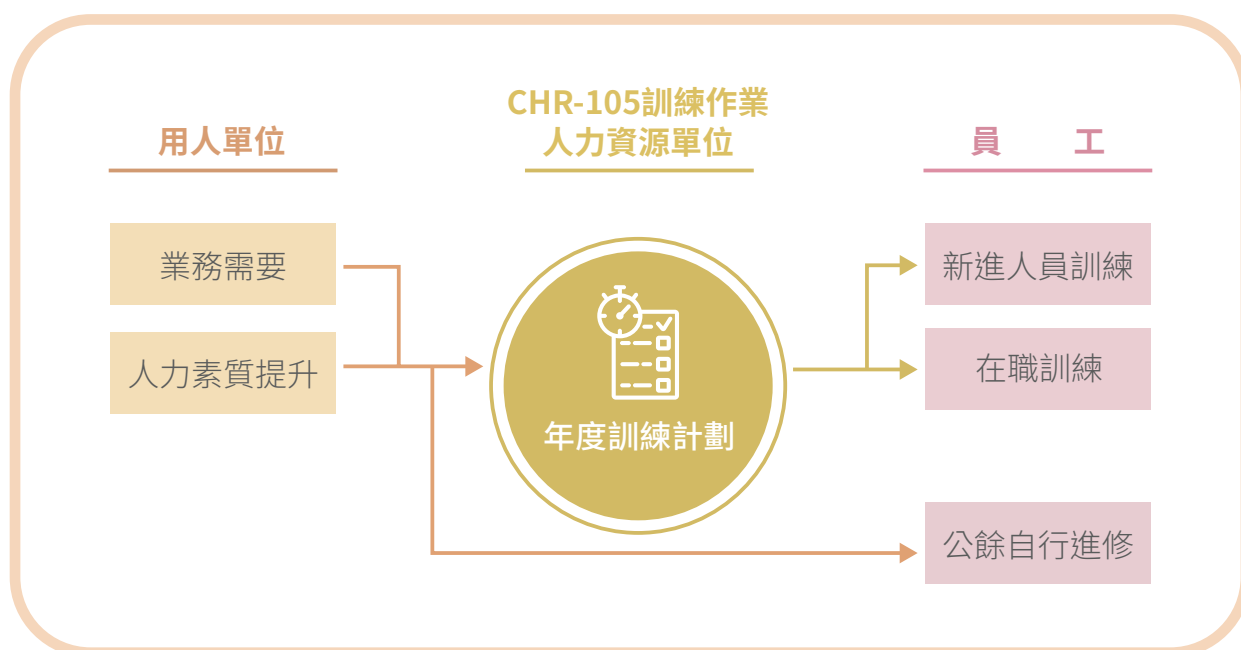 用人單位
CHR-105訓練作業
人力資源單位
員 工
業務需要
人力素質提升
年度訓練計劃
新進人員訓練
在職訓練
公餘自行進修